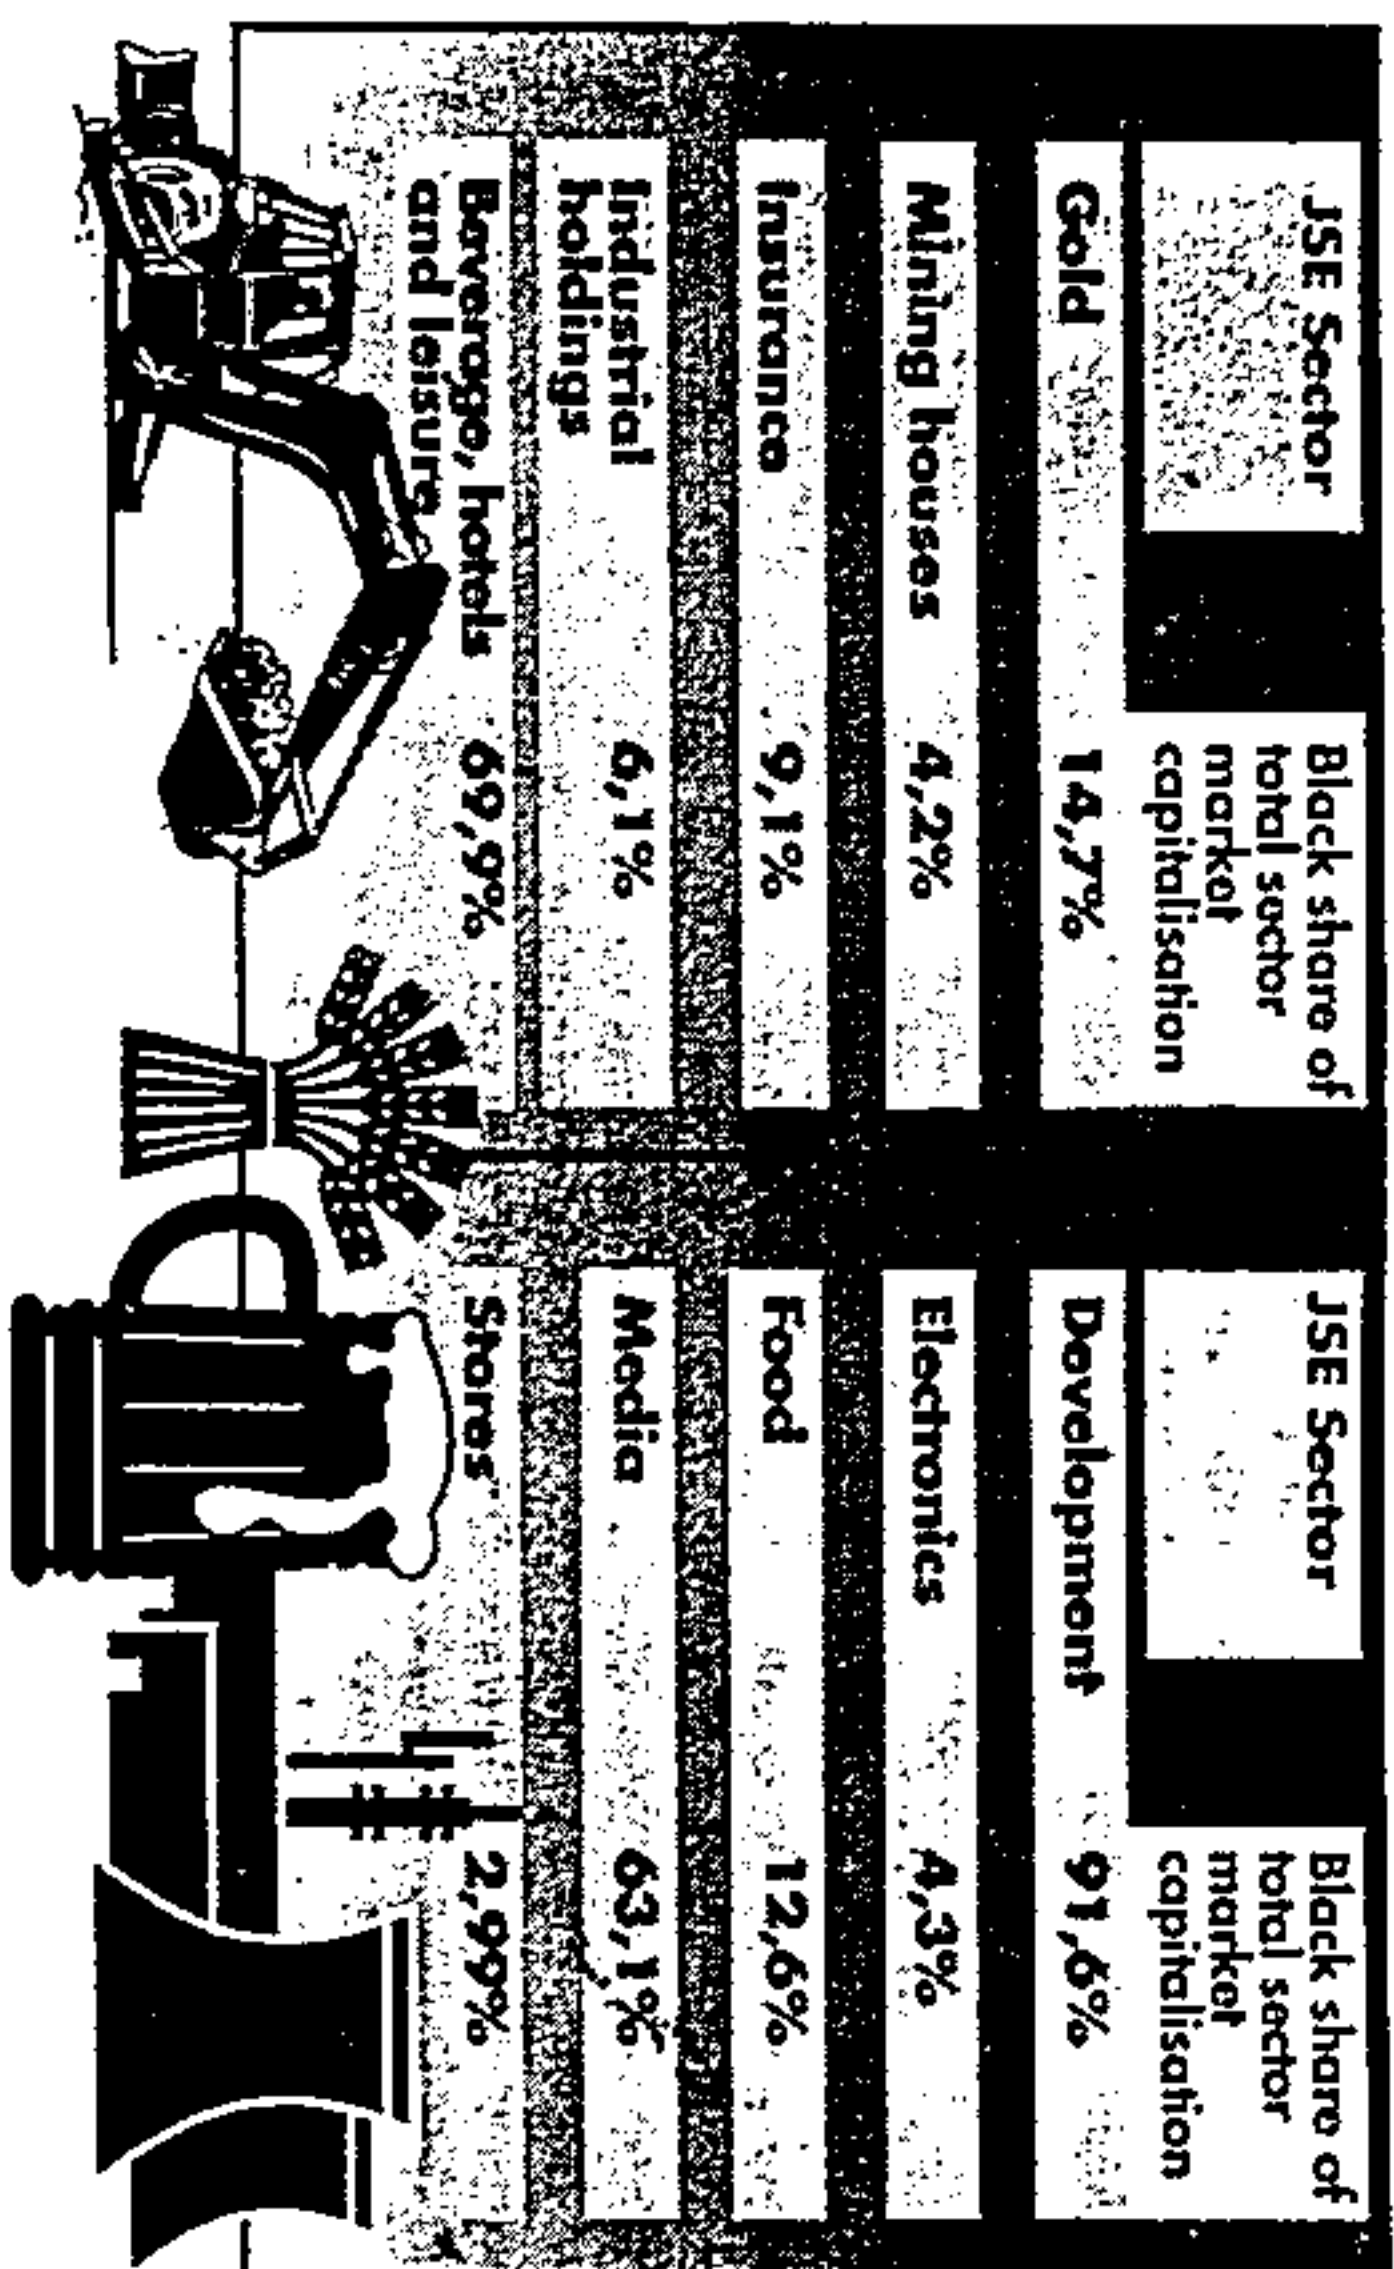 JSE Sector
Black share of
total sector
market
capitalisation
Gold 14,7%
Mining houses 4,2%
Insurance 9,1%
Industrial
holdings 6,1%
Beverage, hotels 69,9%
and leisure
JSE Sector
Black share of
total sector
market
capitalisation
Development 91,6%
Electronics 4,3%
Food 12,6%
Media 63,1%
Stores 2,99%